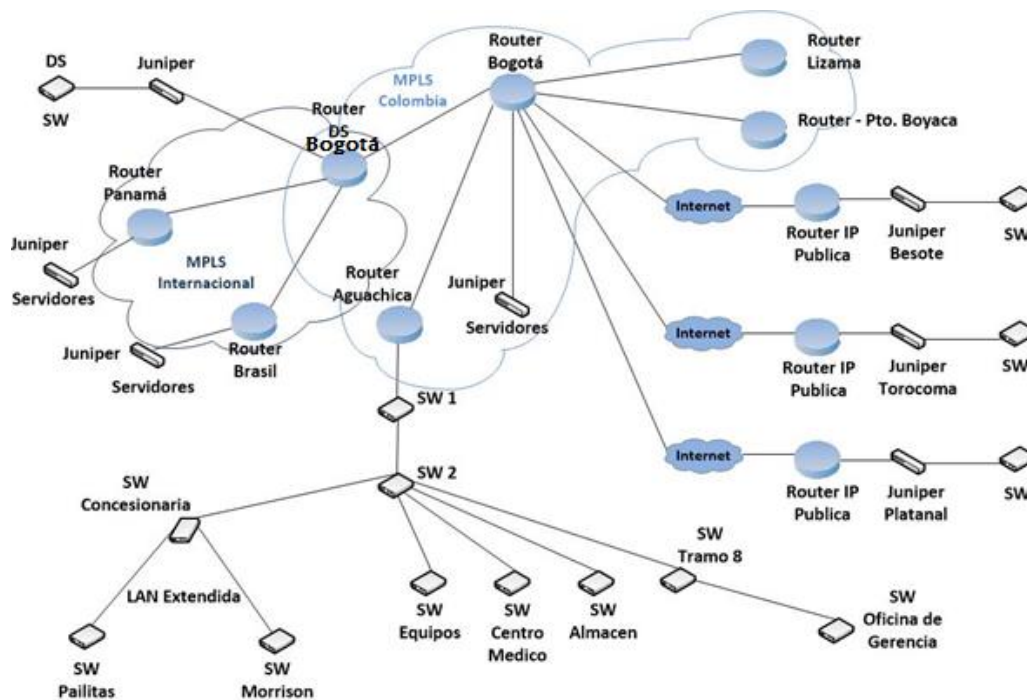 DS
SW
Juniper
Router
DS
Bogotá
MPLS
Colombia
Router
Bogotá
Router
Lizama
Router - Pto. Boyaca
Router
Panamá
Juniper
Servidores
MPLS
Internacional
Juniper
Servidores
Router
Brasil
Router
Aguachica
Juniper
Servidores
Internet
Router IP
Publica
Juniper
Besote
SW
Internet
Router IP
Publica
Juniper
Torocoma
SW
Internet
Router IP
Publica
Juniper
Platanal
SW
SW 1
SW 2
SW
Concesionaria
LAN Extendida
SW
Pailitas
SW
Morrison
SW
Equipos
SW
Centro
Medico
SW
Almacen
SW
Tramo 8
SW
Oficina de
Gerencia